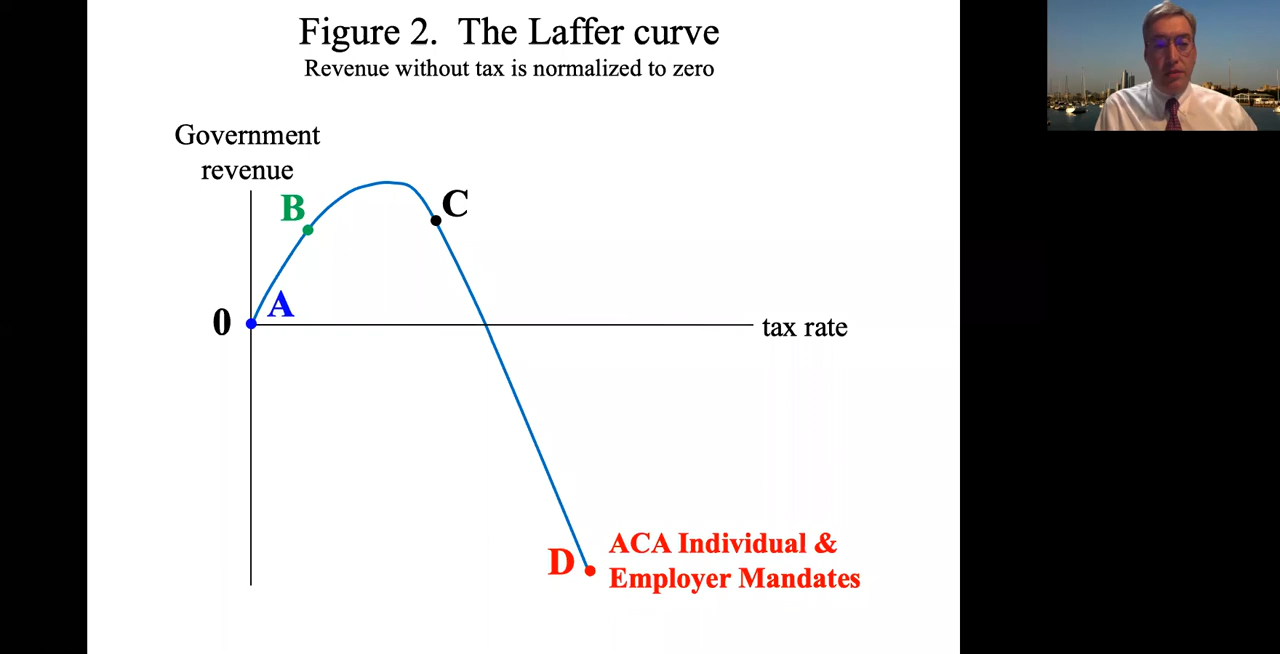 Figure 2.  The Laffer curve
Revenue without tax is normalized to zero
Government
revenue
B
C
A
0
tax rate
ACA Individual &
D
Employer Mandates